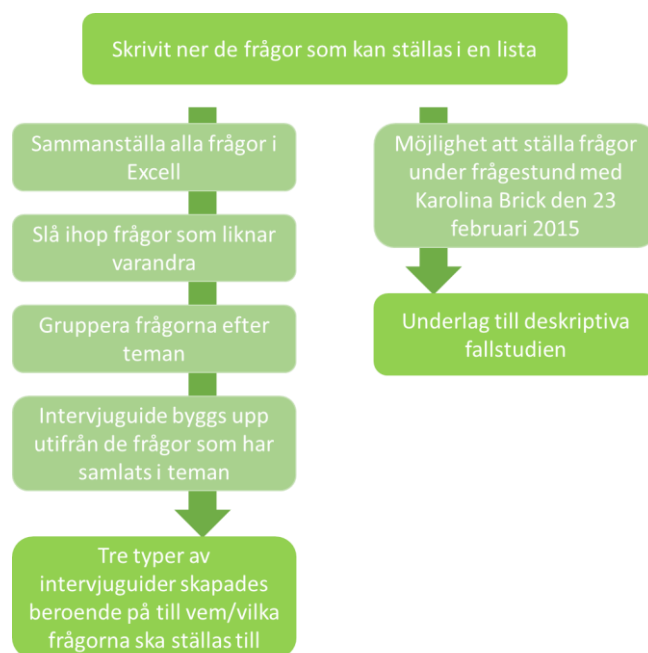 Skrivit ner de frågor som kan ställas i en lista
Sammanställa alla frågor i
Excell
Slå ihop frågor som liknar
varandra
Gruppera frågorna efter
teman
Intervjuguide byggs upp
utifrån de frågor som har
samlats i teman
Tre typer av
intervjuguider skapades
beroende på till vem/vilka
frågorna ska ställas till
Möjlighet att ställa frågor
under frågestund med
Karolina Brick den 23
februari 2015
Underlag till deskriptiva
fallstudien